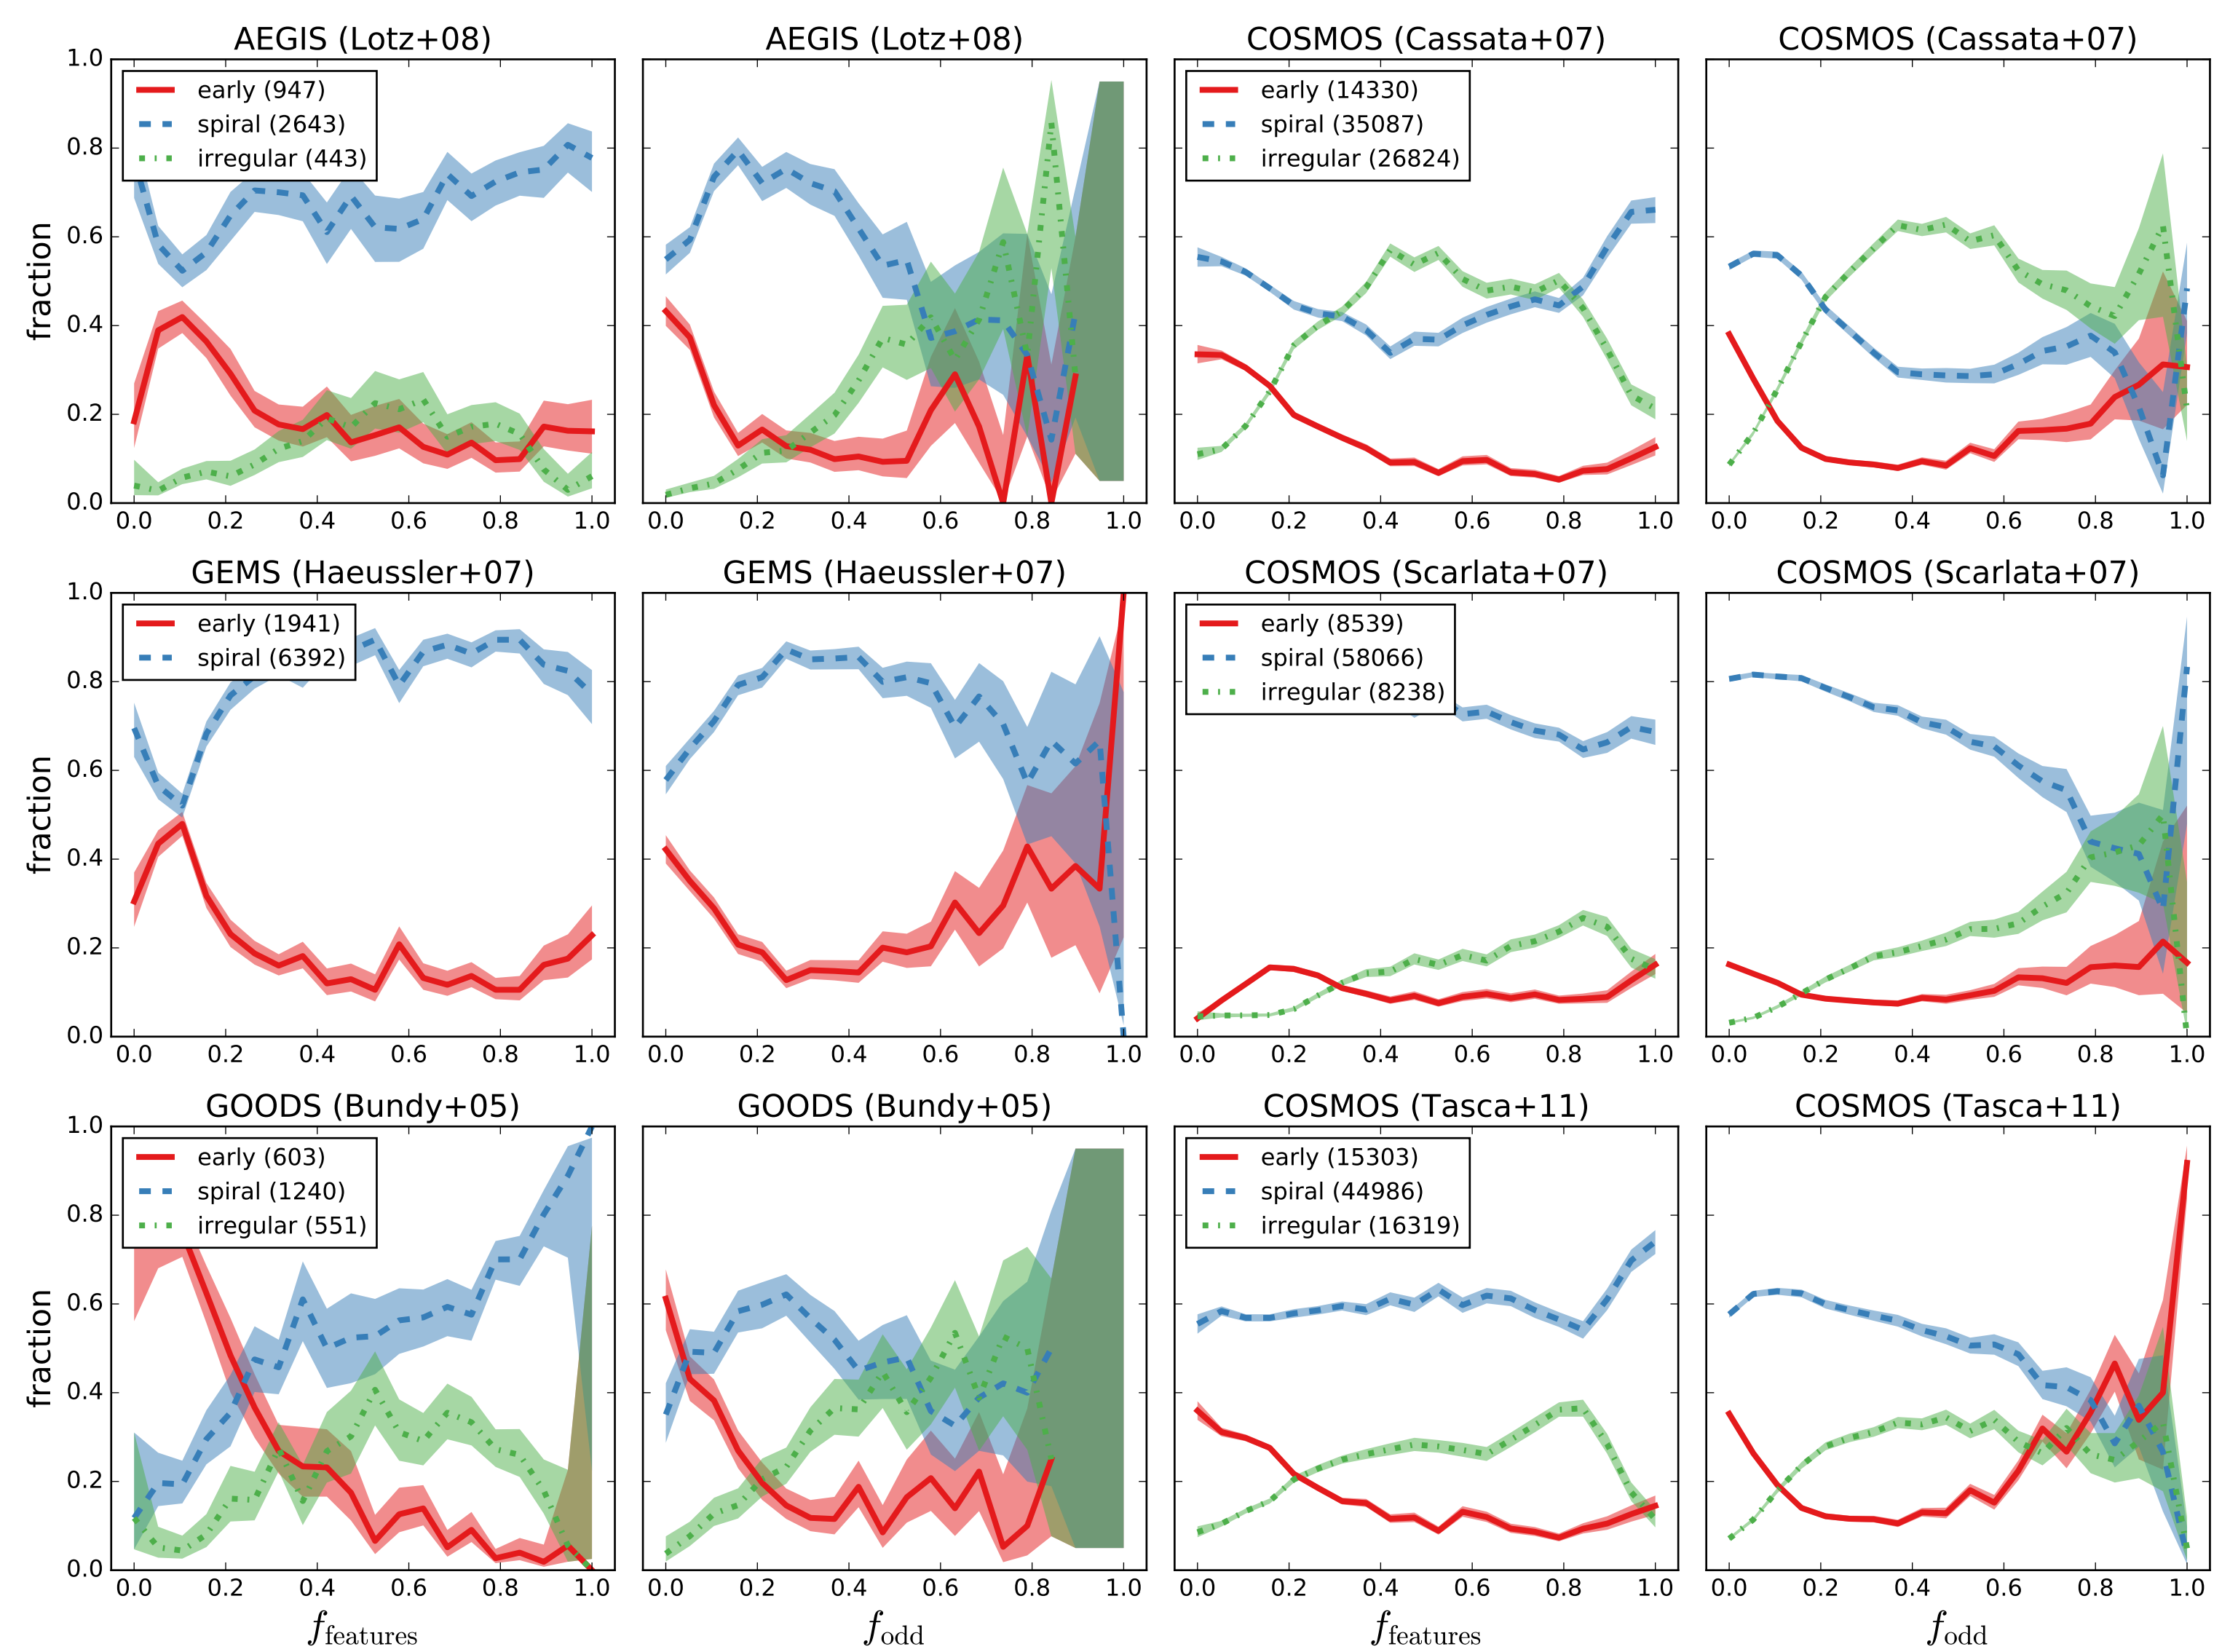 AEGIS (Lotz+08) AEGIS (Lotz+08) COSMOS (Cassata+07) COSMOS (Cassata+07)
1.0
early (947) early (14330)
spiral (2643) spiral (35087)
irregular (443) irregular (26824)
0.8
0.6
fraction
0.4
0.2
0.0
0.0 0.2 0.4 0.6 0.8 1.0 0.0 0.2 0.4 0.6 0.8 1.0 0.0 0.2 0.4 0.6 0.8 1.0 0.0 0.2 0.4 0.6 0.8 1.0
GEMS (Haeussler+07) GEMS (Haeussler+07) COSMOS (Scarlata+07) COSMOS (Scarlata+07)
1.0
early (1941) early (8539)
spiral (6392) spiral (58066)
irregular (8238)
0.8
0.6
fraction
0.4
0.2
0.0
0.0 0.2 0.4 0.6 0.8 1.0 0.0 0.2 0.4 0.6 0.8 1.0 0.0 0.2 0.4 0.6 0.8 1.0 0.0 0.2 0.4 0.6 0.8 1.0
GOODS (Bundy+05) GOODS (Bundy+05) COSMOS (Tasca+11) COSMOS (Tasca+11)
1.0
early (603) early (15303)
spiral (1240) spiral (44986)
irregular (551) irregular (16319)
0.8
0.6
fraction
0.4
0.2
0.0
0.0 0.2 0.4 0.6 0.8 1.0 0.0 0.2 0.4 0.6 0.8 1.0 0.0 0.2 0.4 0.6 0.8 1.0 0.0 0.2 0.4 0.6 0.8 1.0
f features f odd f features f odd